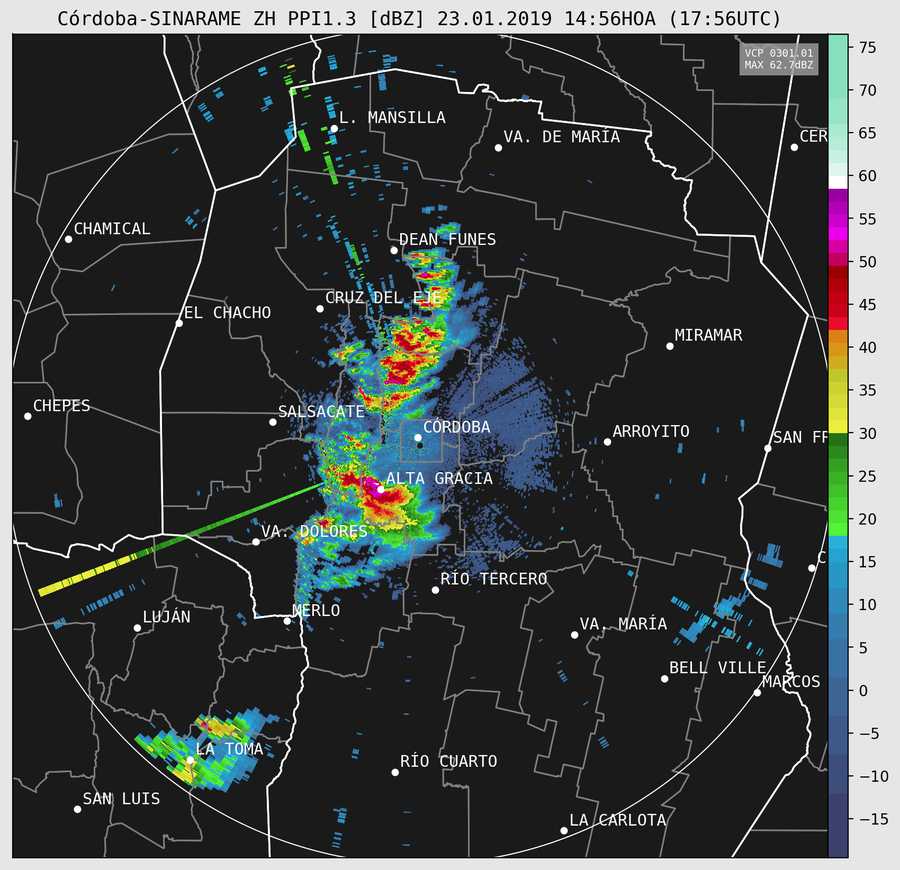 Córdoba-SINARAME ZH PPI1.3 [dBZ] 23.01.2019 14:56HOA (17:56UTC)
VCP 0301.01
MAX 62.7dBZ
75
70
65
60
55
50
45
40
35
30
25
20
15
10
5
0
−5
−10
−15
L. MANSILLA
VA. DE MARÍA
CER
CHAMICAL
DEAN FUNES
CRUZ DEL EJE
EL CHACHO
MIRAMAR
CHEPES
SALSACATE
CÓRDOBA
ARROYITO
SAN FR
ALTA GRACIA
VA. DOLORES
C
RÍO TERCERO
MERLO
LUJÁN
VA. MARÍA
BELL VILLE
MARCOS
LA TOMA
RÍO CUARTO
SAN LUIS
LA CARLOTA